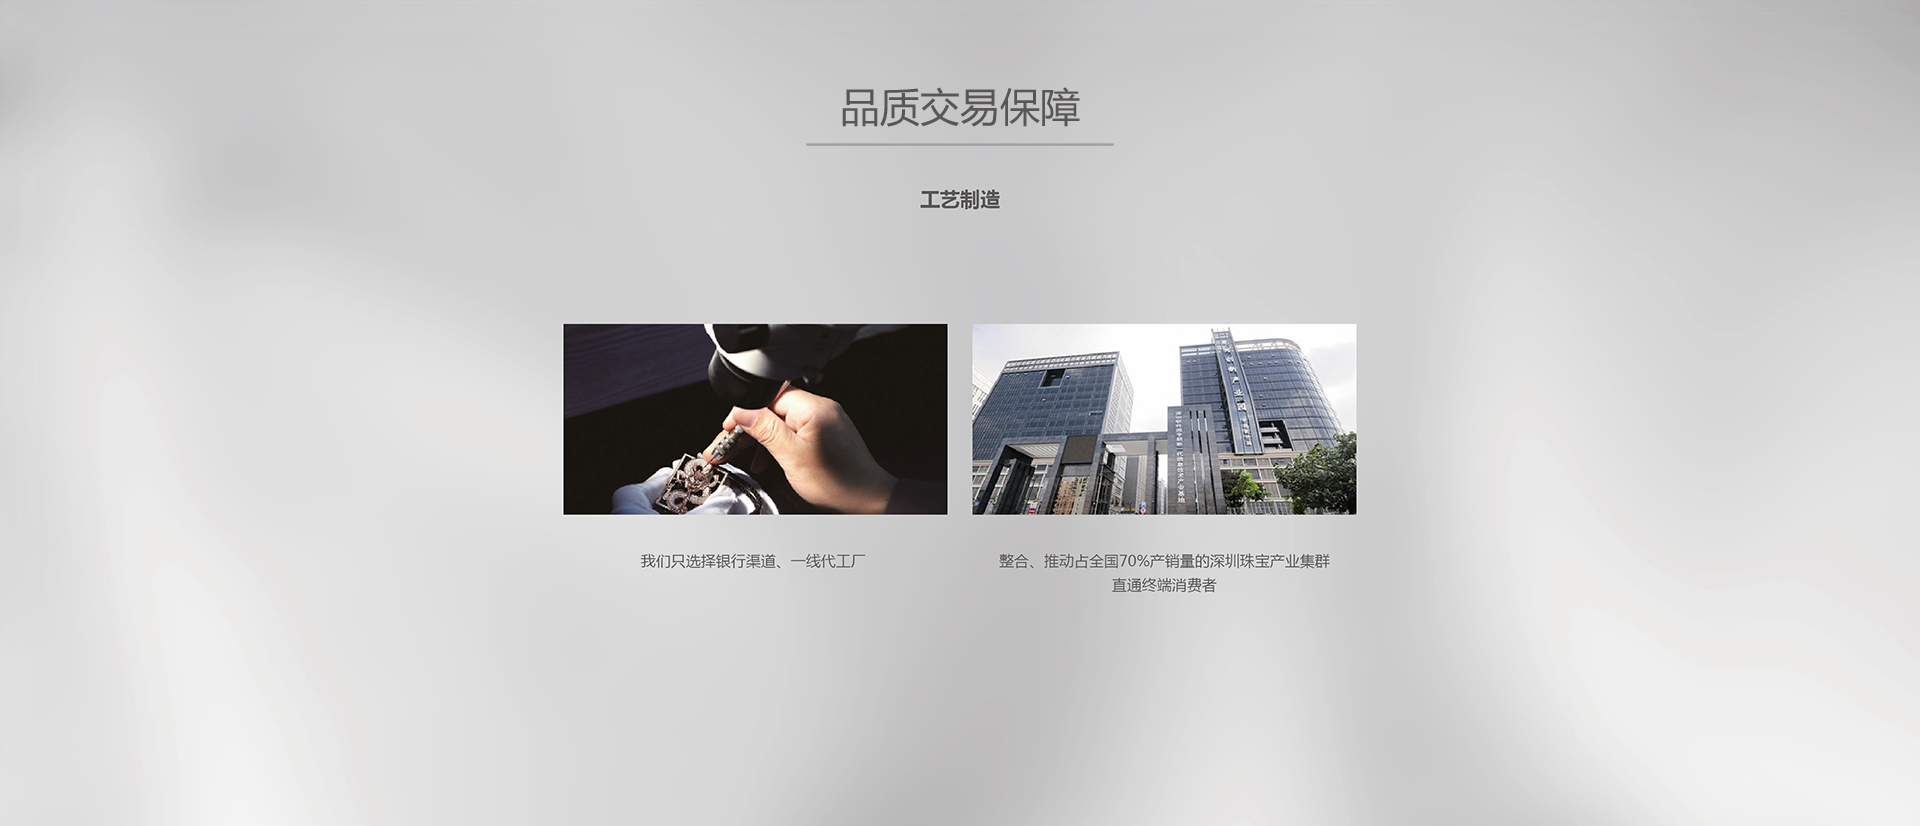 品质交易保障
工艺制造
我们只选择银行渠道、一线代工厂
整合、推动占全国70%产销量的深圳珠宝产业集群
直通终端消费者